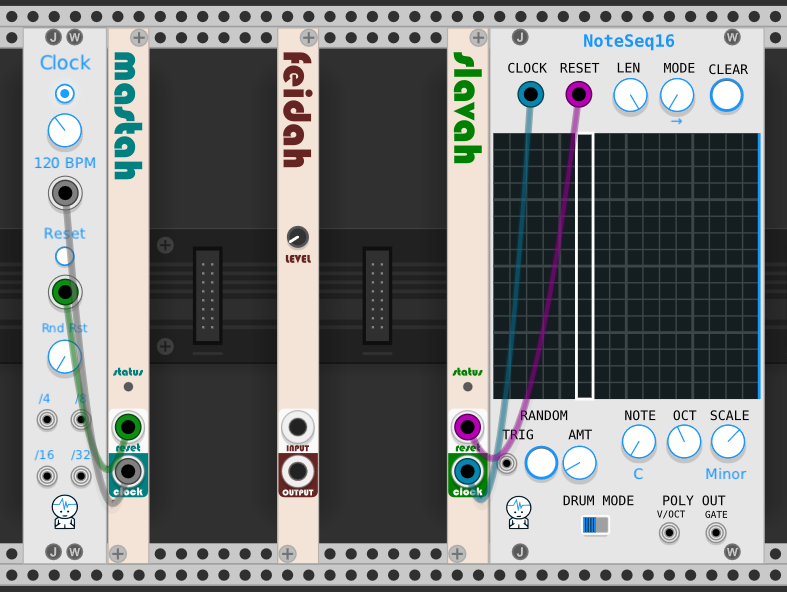 J W
Clock
120 BPM
Reset
Rnd Rst
/4 /8
/16 /32
J W
mastah
status
reset
clock
feidah
LEVEL
INPUT
OUTPUT
slavah
status
reset
clock
J NoteSeq16 W
CLOCK RESET LEN MODE CLEAR
→
RANDOM NOTE OCT SCALE
TRIG AMT
C Minor
DRUM MODE POLY OUT
V/OCT GATE
J W